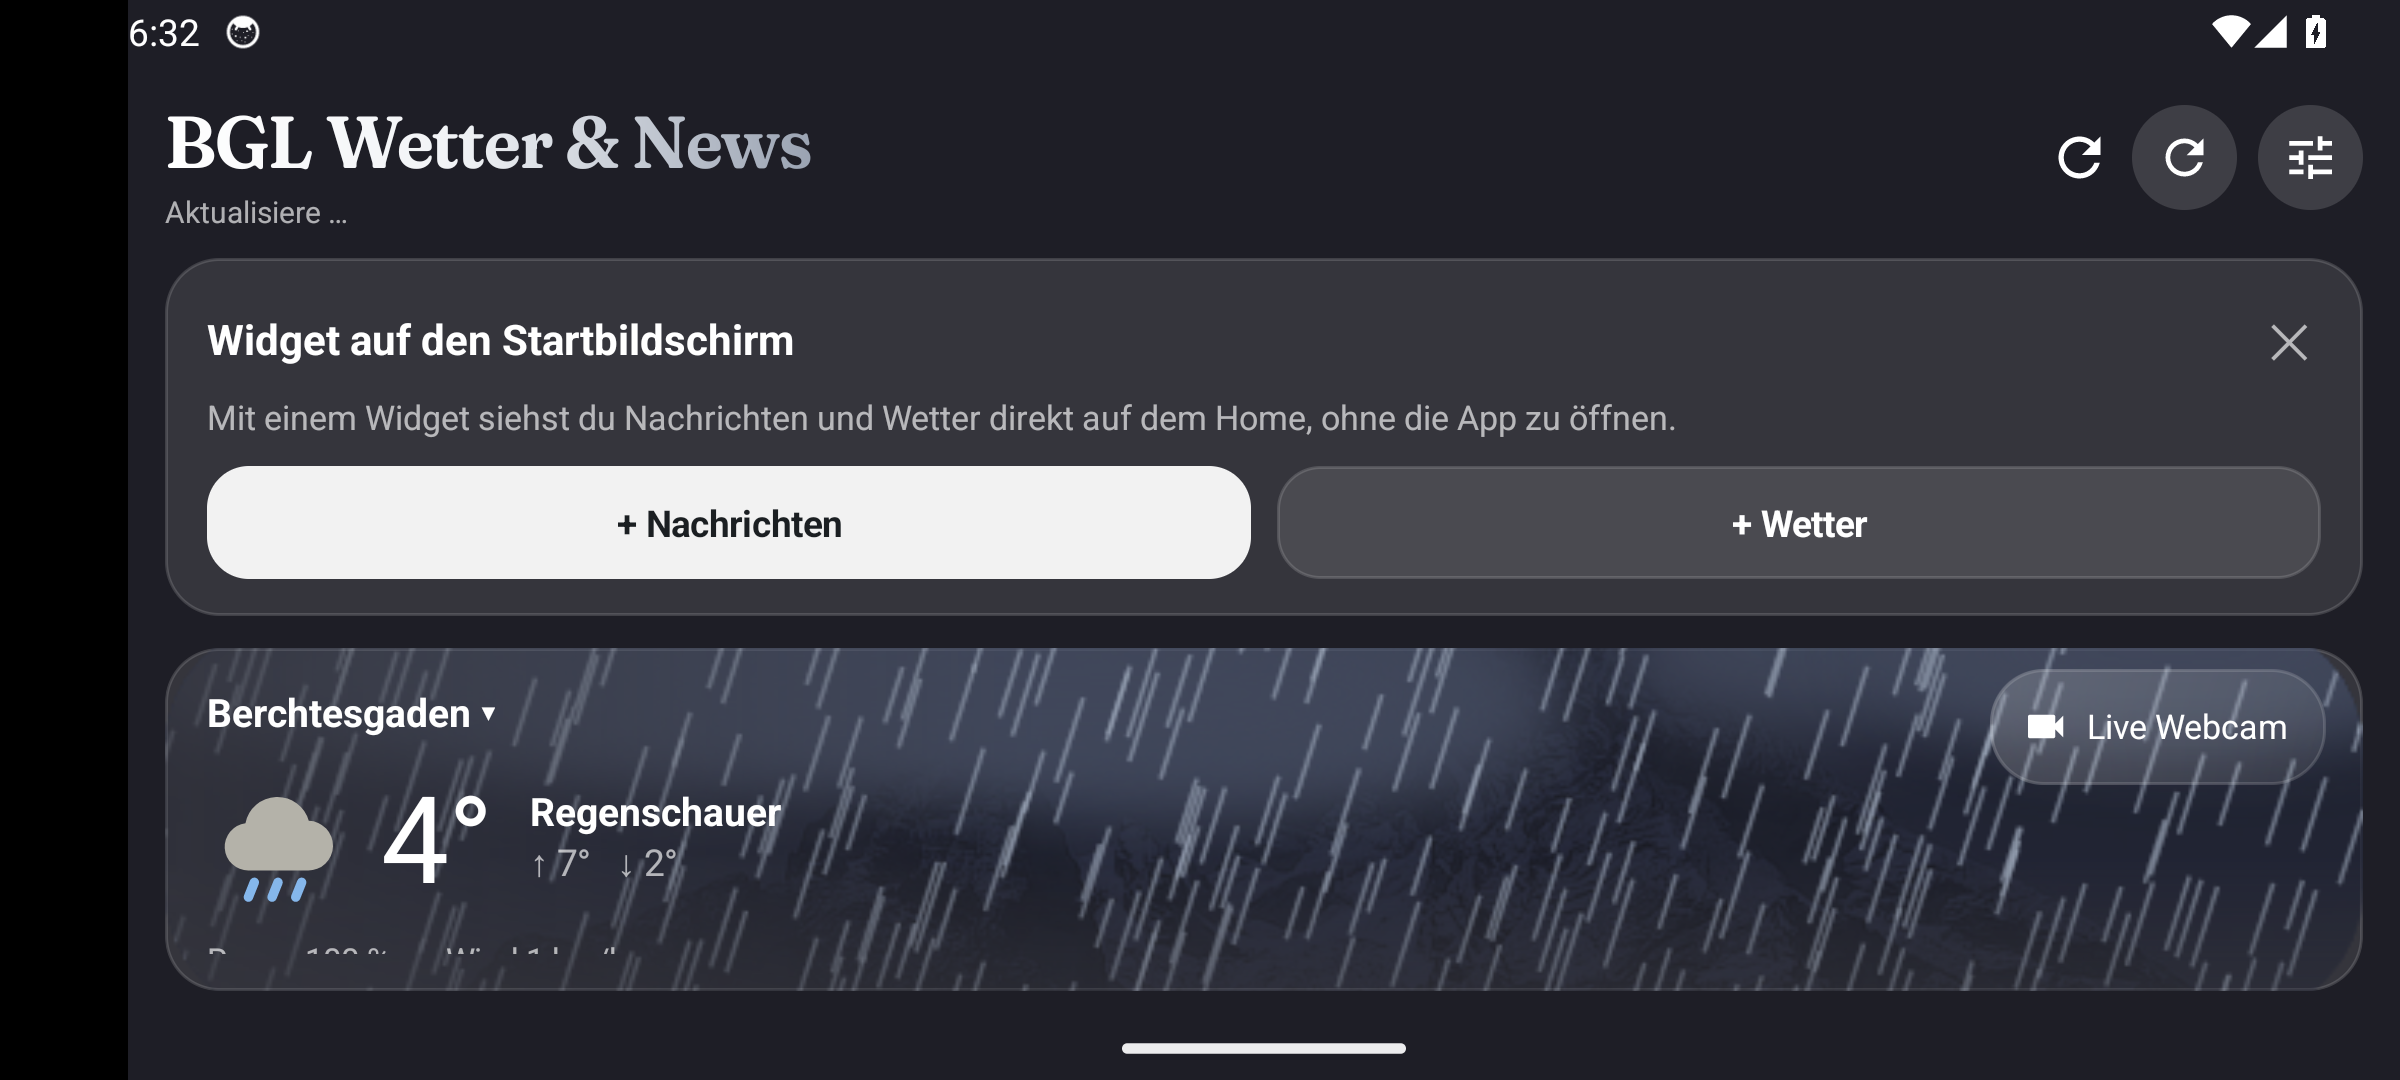 6:32
BGL Wetter & News
Aktualisiere ...
Widget auf den Startbildschirm
Mit einem Widget siehst du Nachrichten und Wetter direkt auf dem Home, ohne die App zu öffnen.
+ Nachrichten
+ Wetter
Berchtesgaden ▾
Live Webcam
4°
Regenschauer
↑ 7° ↓ 2°